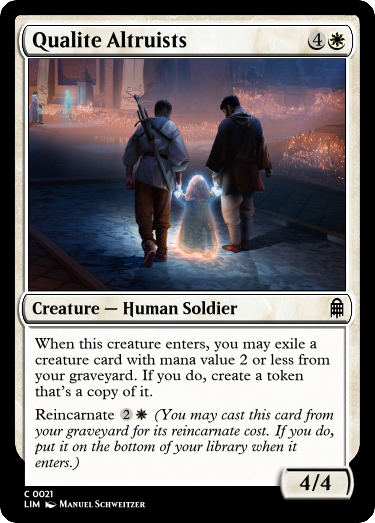 Qualite Altruists 4
Creature — Human Soldier
When this creature enters, you may exile a
creature card with mana value 2 or less from
your graveyard. If you do, create a token
that's a copy of it.
Reincarnate 2 (You may cast this card from
your graveyard for its reincarnate cost. If you do,
put it on the bottom of your library when it
enters.)
4/4
C 0021
LIM Manuel Schweitzer